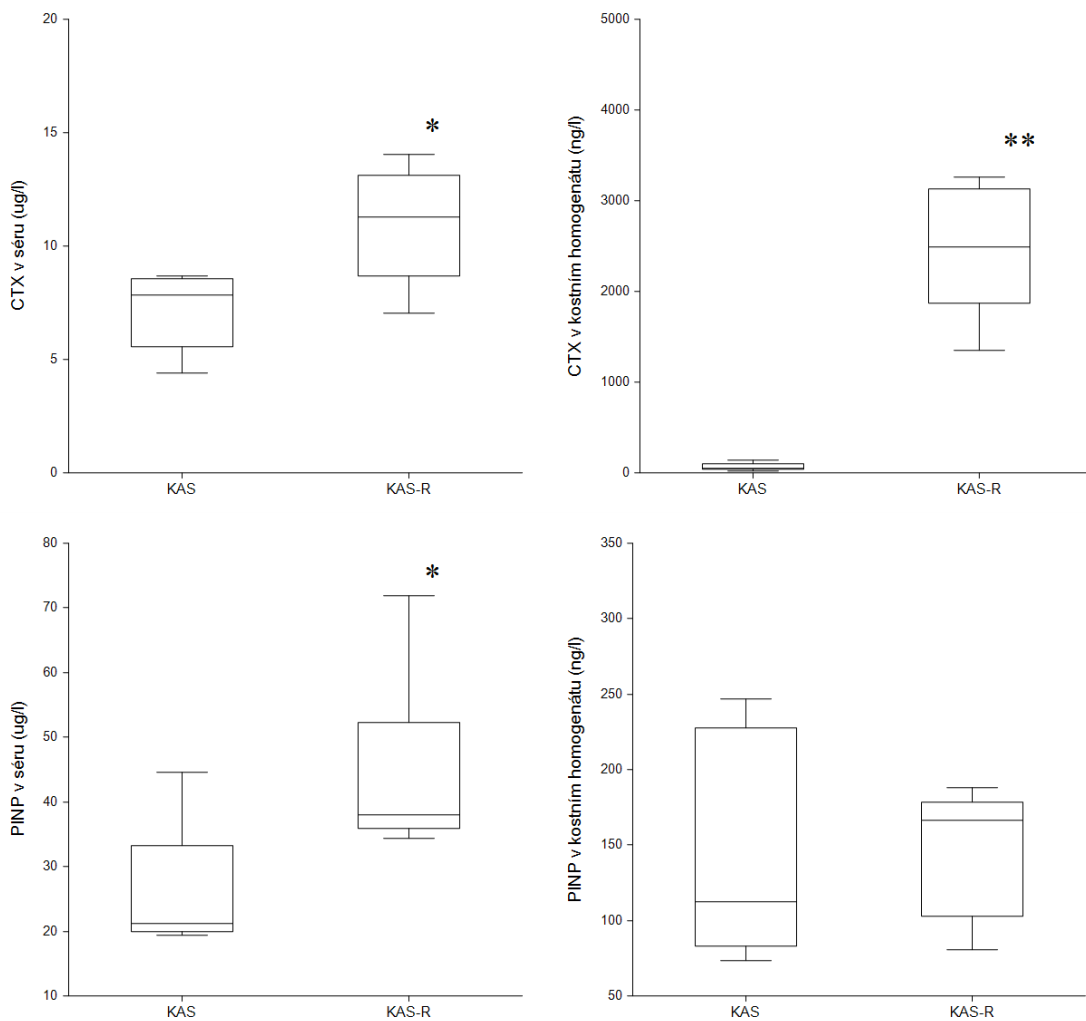 20
15
10
5
0
CTX v séru (ug/l)
*
KAS
KAS-R
5000
4000
3000
2000
1000
0
CTX v kostním homogenátu (ng/l)
**
KAS
KAS-R
80
70
60
50
40
30
20
10
PINP v séru (ug/l)
*
KAS
KAS-R
350
300
250
200
150
100
50
PINP v kostním homogenátu (ng/l)
KAS
KAS-R